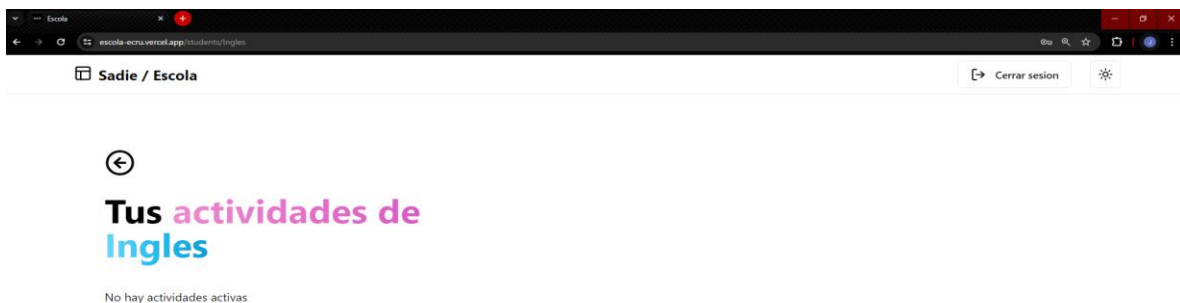 Escola
escola-ecru.vercel.app/students/Ingles
Sadie / Escola
Cerrar sesion
Tus actividades de
Ingles
No hay actividades activas